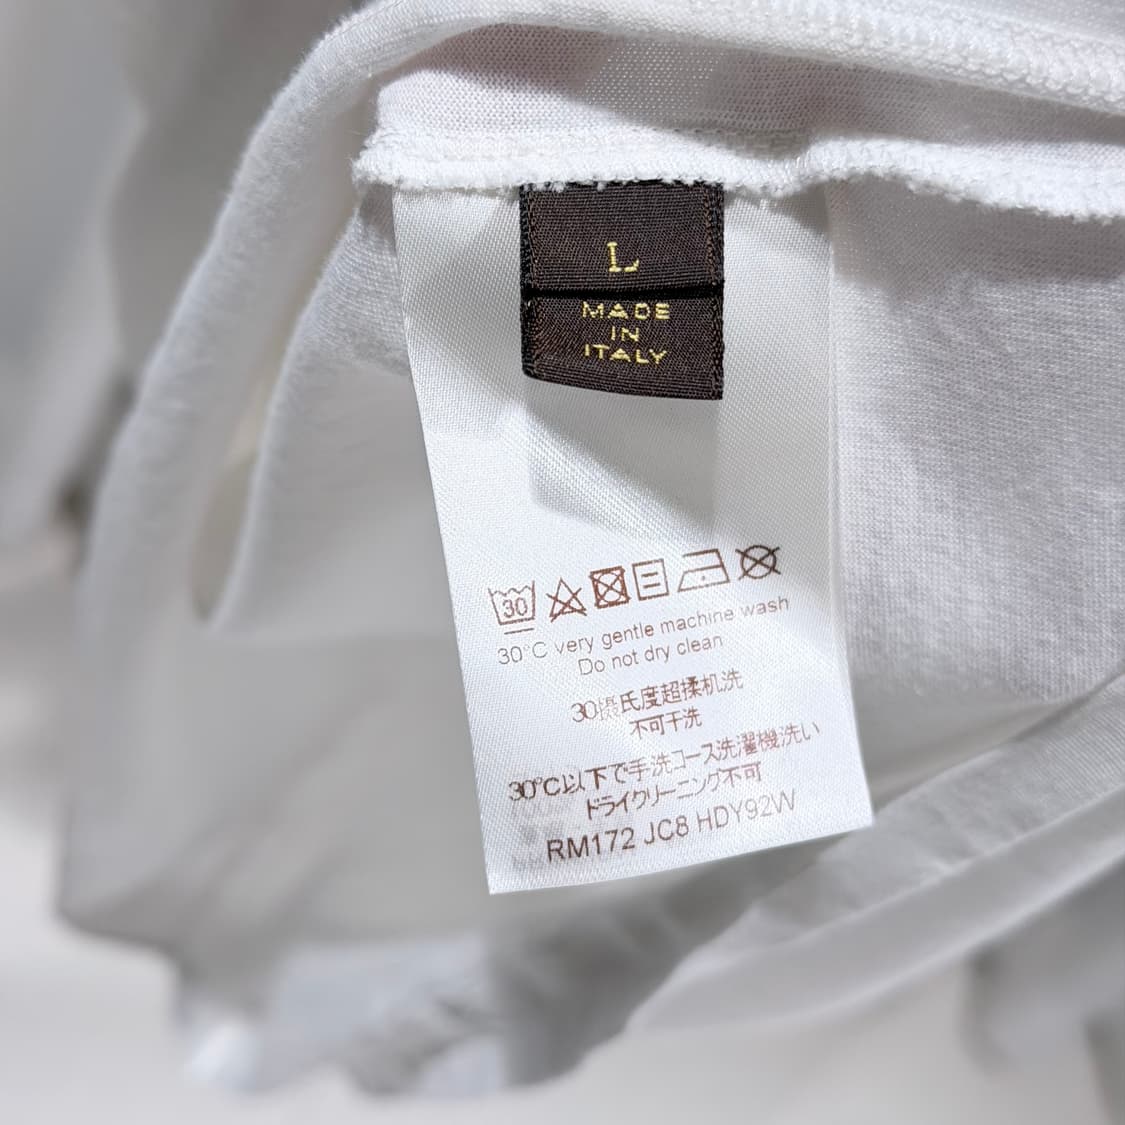 L
MADE
IN
ITALY
30
30°C very gentle machine wash
Do not dry clean
30摄氏度超揉机洗
不可干洗
30°C以下で手洗コース洗濯機洗い
ドライクリーニング不可
RM172 JC8 HDY92W